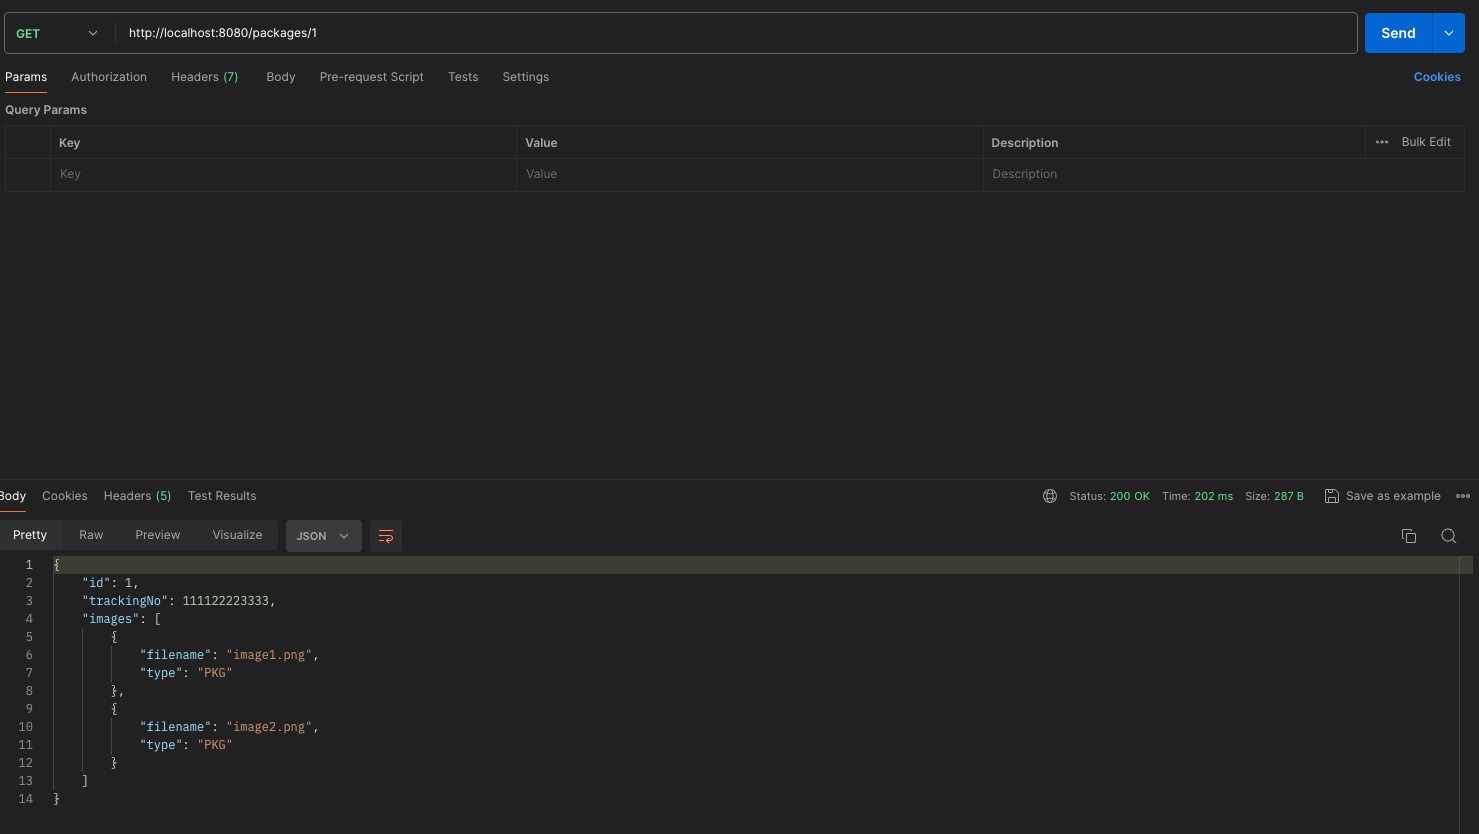 GET http://localhost:8080/packages/1 Send
Params Authorization Headers (7) Body Pre-request Script Tests Settings Cookies
Query Params
Key Value Description ••• Bulk Edit
Key Value Description
Body Cookies Headers (5) Test Results Status: 200 OK Time: 202 ms Size: 287 B Save as example •••
Pretty Raw Preview Visualize JSON
1 {
2 "id": 1,
3 "trackingNo": 111122223333,
4 "images": [
5 {
6 "filename": "image1.png",
7 "type": "PKG"
8 },
9 {
10 "filename": "image2.png",
11 "type": "PKG"
12 }
13 ]
14 }